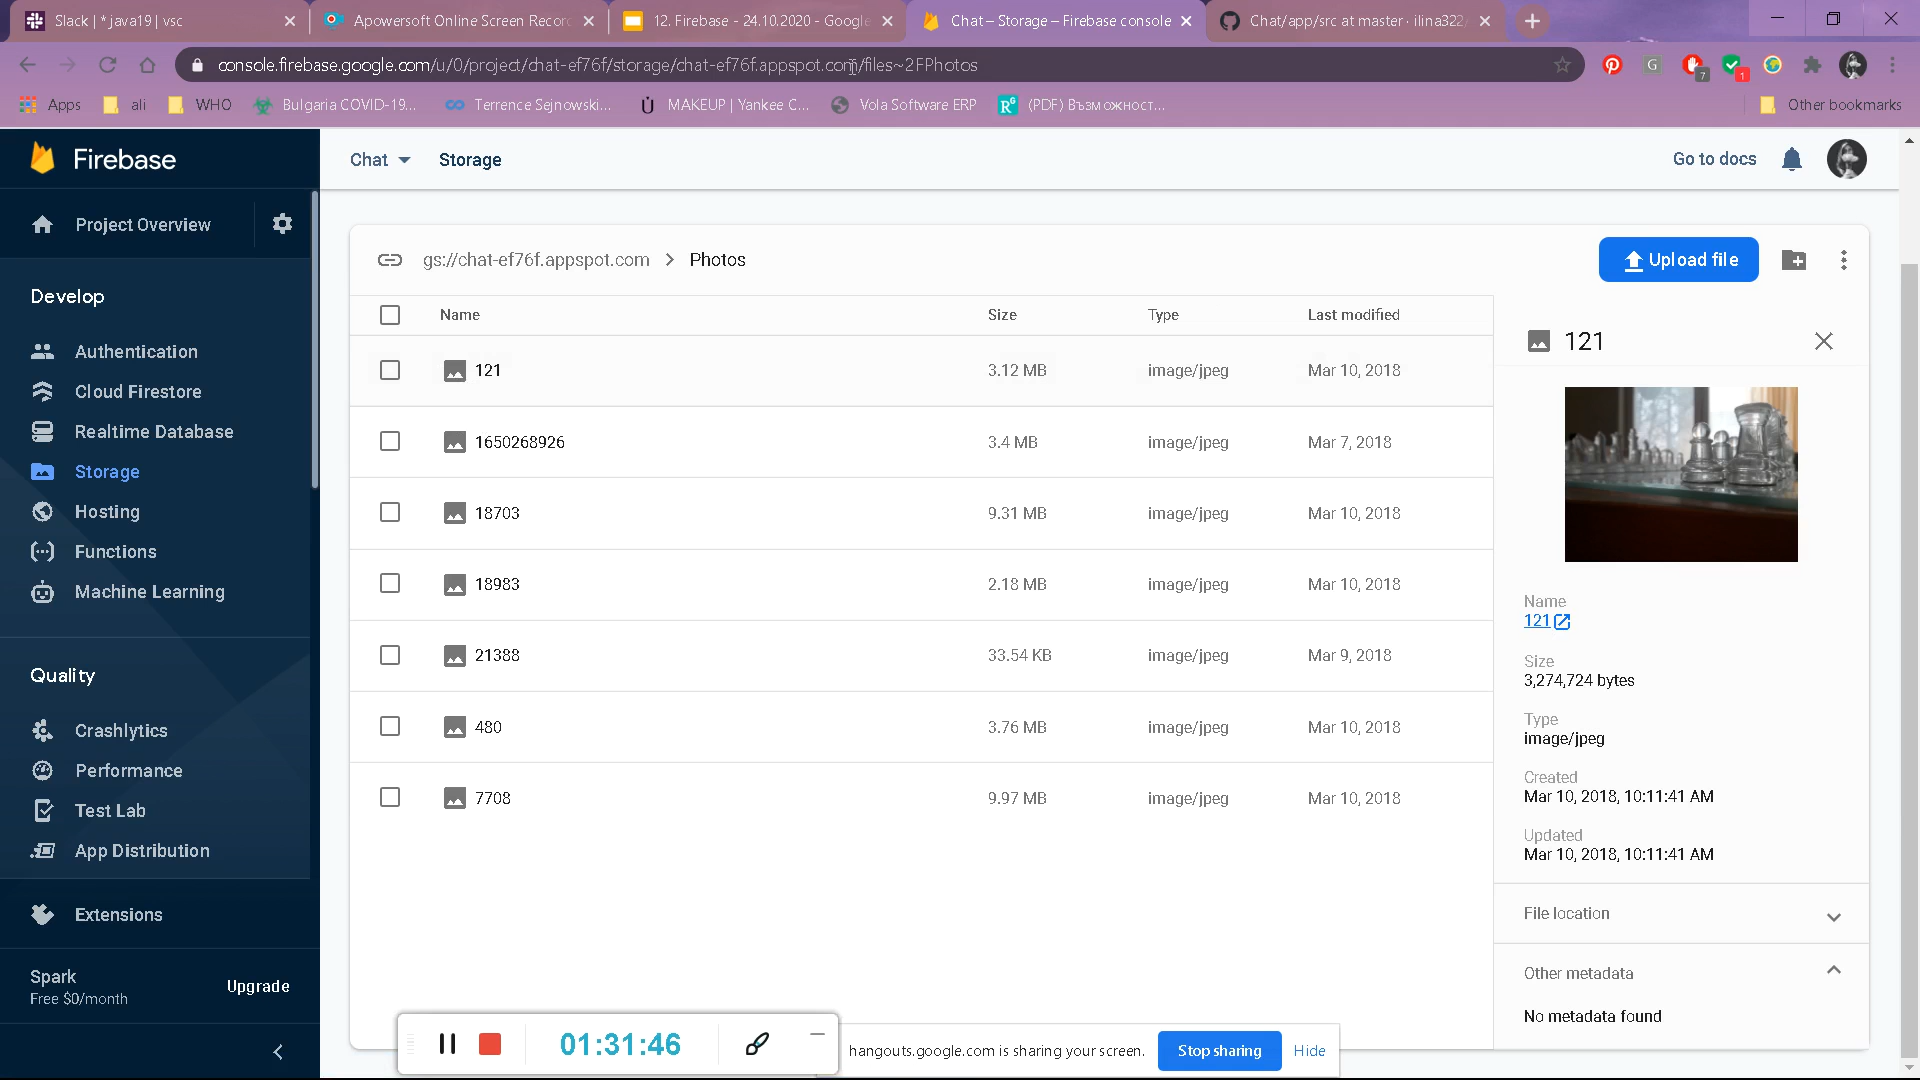 Slack | * java19 | vsc
Apowersoft Online Screen Recor
12. Firebase - 24.10.2020 - Google
Chat – Storage – Firebase console
Chat/app/src at master · ilina322/
console.firebase.google.com/u/0/project/chat-ef76f/storage/chat-ef76f.appspot.com/files~2FPhotos
G
7
1
Apps
ali
WHO
Bulgaria COVID-19...
Terrence Sejnowski...
MAKEUP | Yankee C...
Vola Software ERP
(PDF) Възможност...
Other bookmarks
Firebase
Chat
Storage
Go to docs
Project Overview
gs://chat-ef76f.appspot.com > Photos
Upload file
Develop
Authentication
Cloud Firestore
Realtime Database
Storage
Hosting
Functions
Machine Learning
Quality
Crashlytics
Performance
Test Lab
App Distribution
Extensions
Spark
Free $0/month
Upgrade
Name Size Type Last modified
121 3.12 MB image/jpeg Mar 10, 2018
1650268926 3.4 MB image/jpeg Mar 7, 2018
18703 9.31 MB image/jpeg Mar 10, 2018
18983 2.18 MB image/jpeg Mar 10, 2018
21388 33.54 KB image/jpeg Mar 9, 2018
480 3.76 MB image/jpeg Mar 10, 2018
7708 9.97 MB image/jpeg Mar 10, 2018
121
Name
121
Size
3,274,724 bytes
Type
image/jpeg
Created
Mar 10, 2018, 10:11:41 AM
Updated
Mar 10, 2018, 10:11:41 AM
File location
Other metadata
No metadata found
01:31:46
hangouts.google.com is sharing your screen.
Stop sharing
Hide